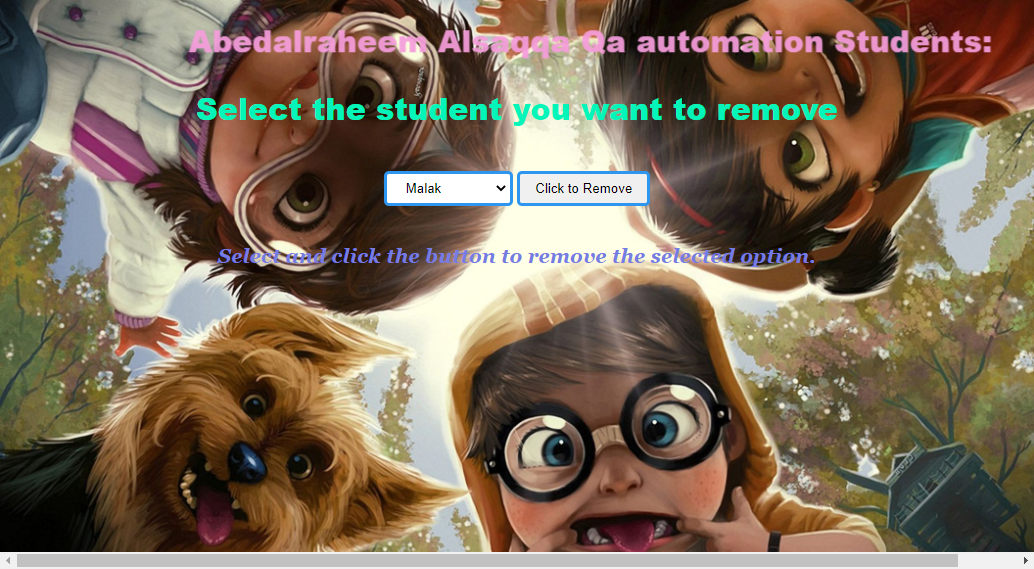 Abedalraheem Alsaqqa Qa automation Students:
Select the student you want to remove
Malak
Click to Remove
Select and click the button to remove the selected option.